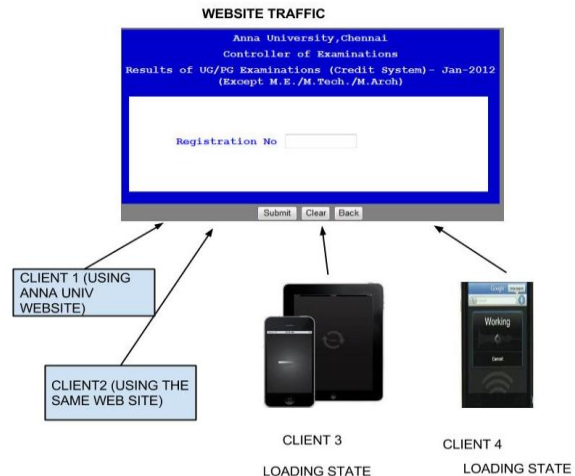 WEBSITE TRAFFIC
Anna University,Chennai
Controller of Examinations
Results of UG/PG Examinations (Credit System)- Jan-2012
(Except M.E./M.Tech./M.Arch)
Registration No
Submit Clear Back
CLIENT 1 (USING
ANNA UNIV
WEBSITE)
CLIENT2 (USING THE
SAME WEB SITE)
Google
Working
Cancel
CLIENT 3
LOADING STATE
CLIENT 4
LOADING STATE